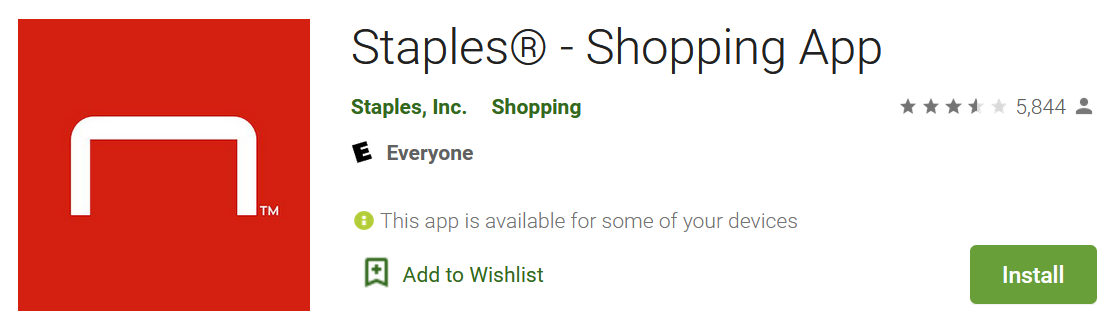 Staples® - Shopping App
Staples, Inc. Shopping
5,844
E Everyone
TM
This app is available for some of your devices
Add to Wishlist
Install